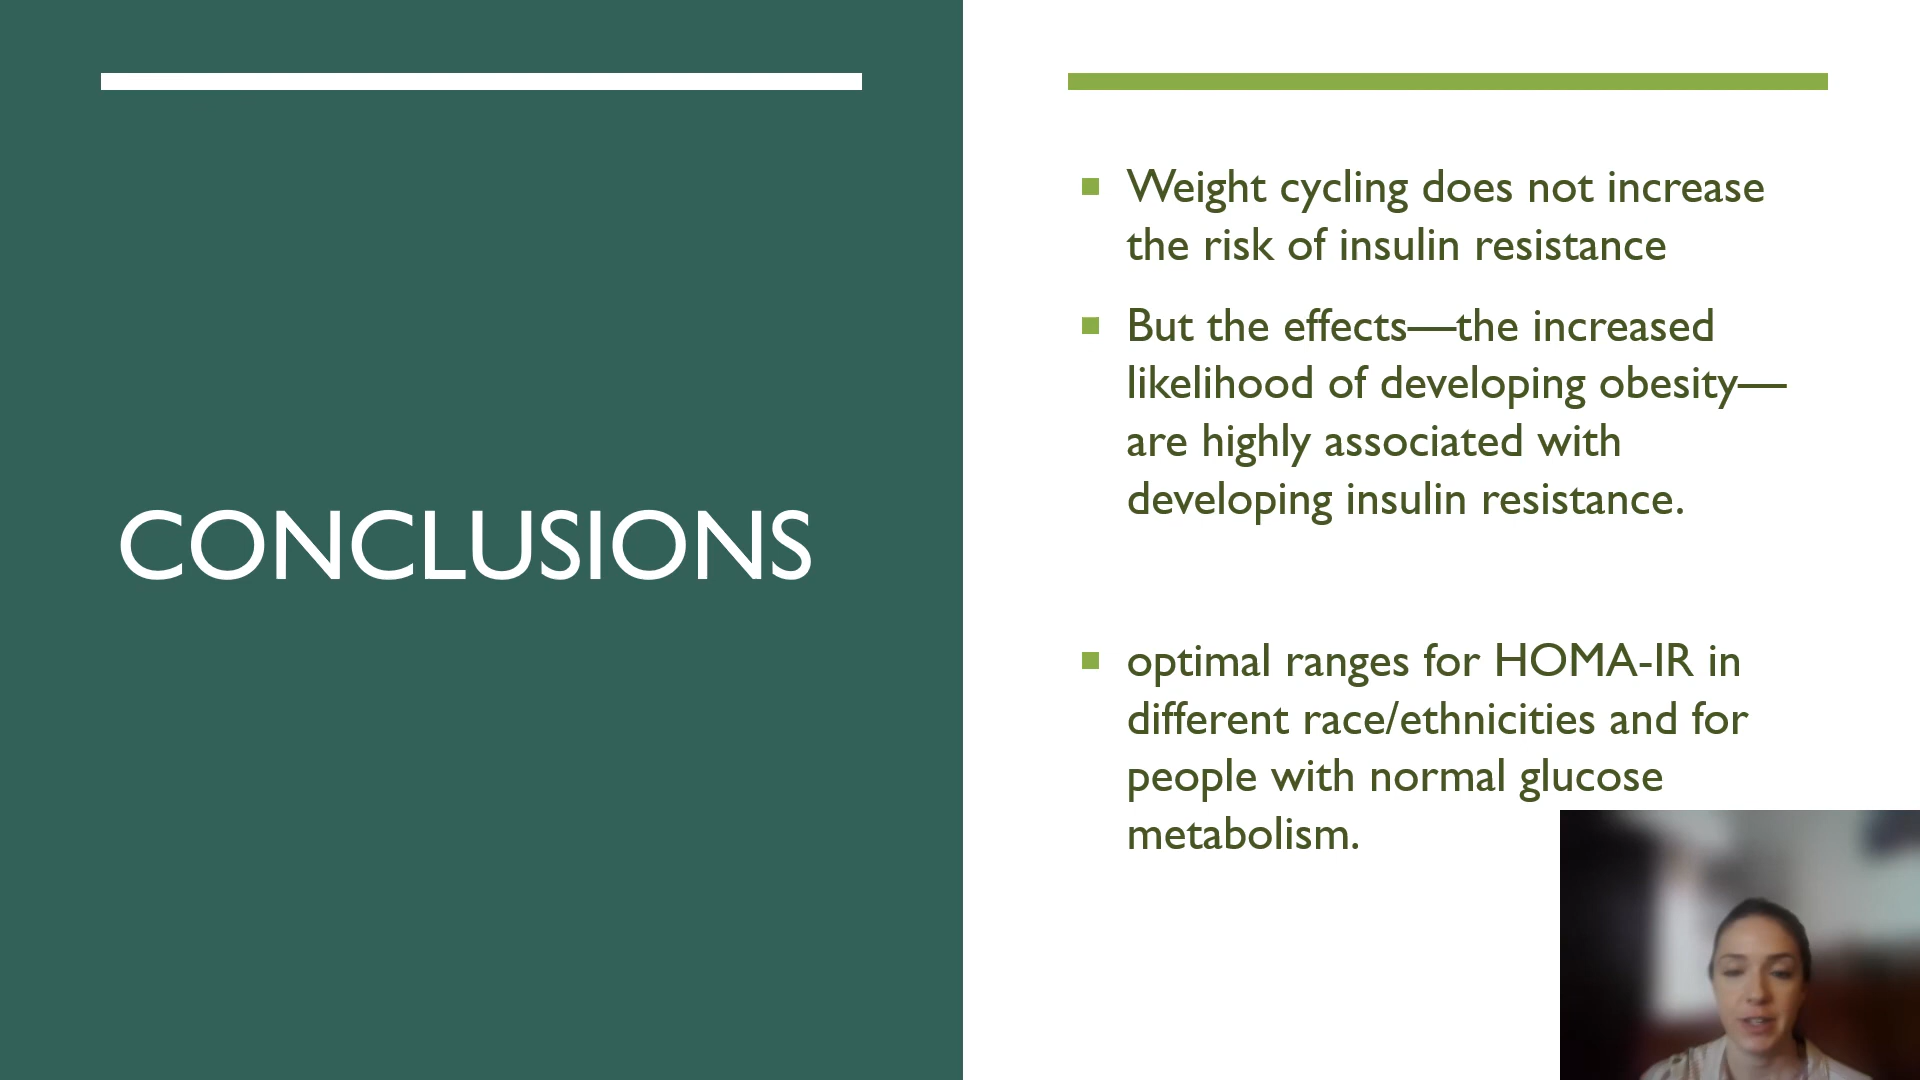 CONCLUSIONS
Weight cycling does not increase
the risk of insulin resistance
But the effects—the increased
likelihood of developing obesity—
are highly associated with
developing insulin resistance.
optimal ranges for HOMA-IR in
different race/ethnicities and for
people with normal glucose
metabolism.